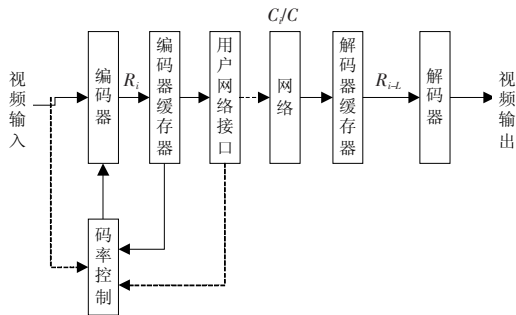 C_i/C
视频输入
编码器
R_i
编码器缓存器
用户网络接口
网络
解码器缓存器
R_{i-L}
解码器
视频输出
码率控制